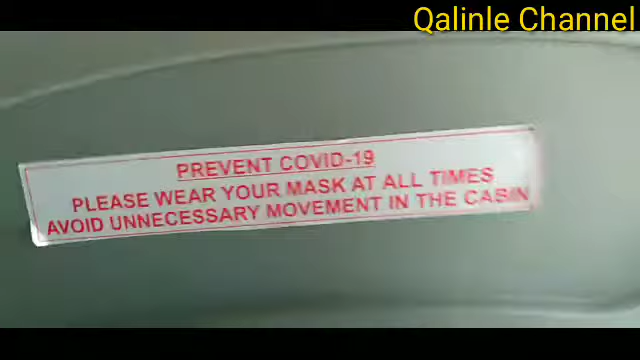 Qalinle Channel
PREVENT COVID-19
PLEASE WEAR YOUR MASK AT ALL TIMES
AVOID UNNECESSARY MOVEMENT IN THE CABIN